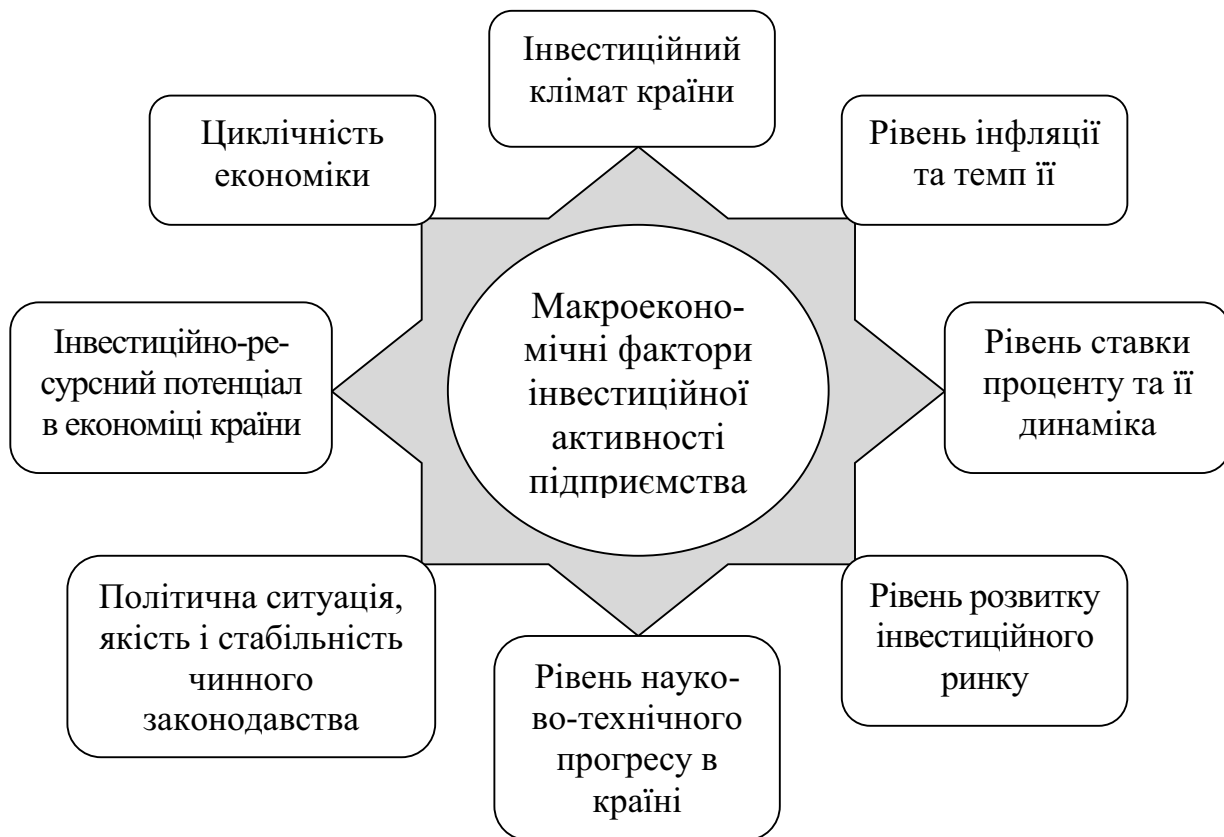 Інвестиційний
клімат країни
Циклічність
економіки
Рівень інфляції
та темп її
Інвестиційно-ре-
сурсний потенціал
в економіці країни
Макроеконо-
мічні фактори
інвестиційної
активності
підприємства
Рівень ставки
проценту та її
динаміка
Політична ситуація,
якість і стабільність
чинного
законодавства
Рівень науко-
во-технічного
прогресу в
країні
Рівень розвитку
інвестиційного
ринку